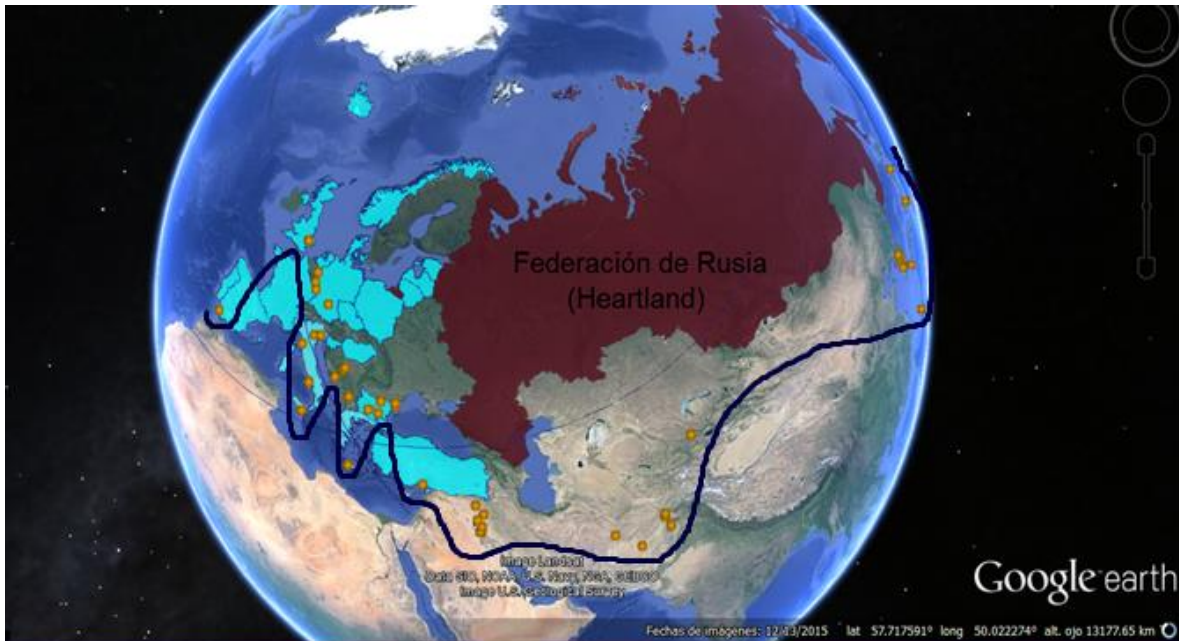 Federación de Rusia
(Heartland)
Image Landsat
Data SIO, NOAA, U.S. Navy, NGA, GEBCO
Image U.S. Geological Survey
Google earth
Fechas de imágenes: 12/13/2015 lat 57.717591° long 50.022274° alt. ojo 13177.65 km